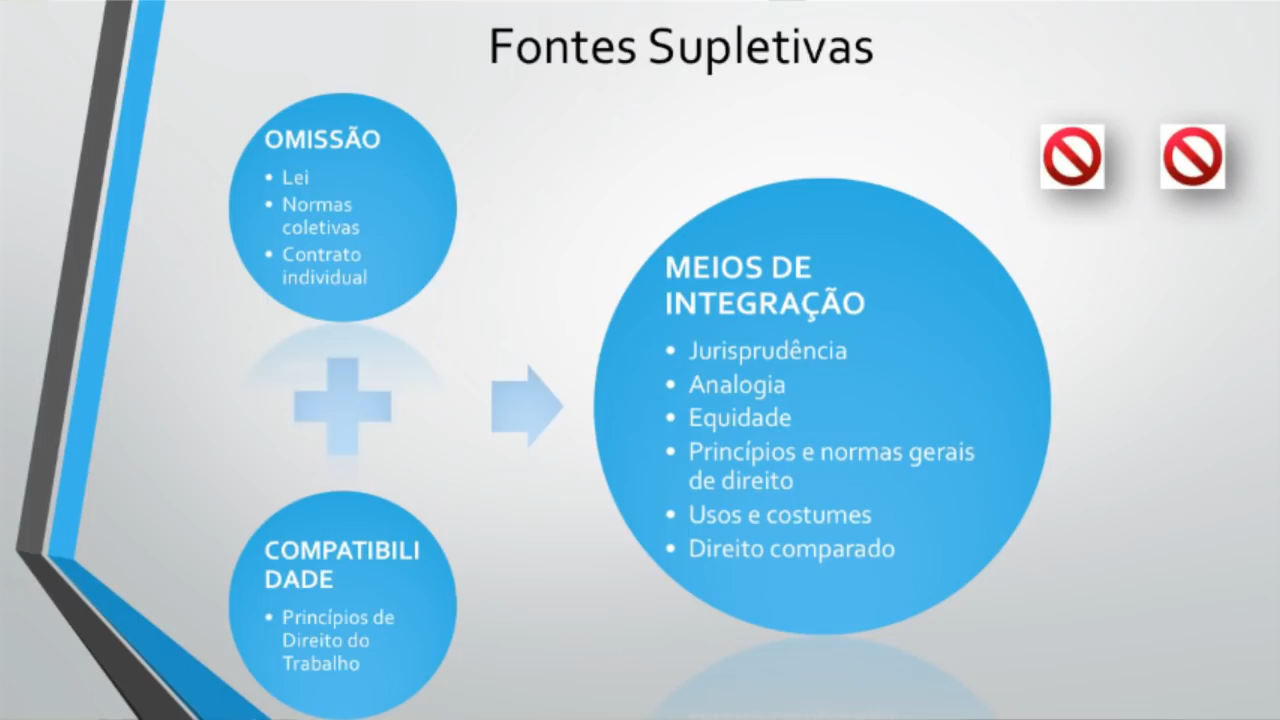 Fontes Supletivas
OMISSÃO
• Lei
• Normas
coletivas
• Contrato
individual
COMPATIBILI
DADE
• Princípios de
Direito do
Trabalho
MEIOS DE
INTEGRAÇÃO
• Jurisprudência
• Analogia
• Equidade
• Princípios e normas gerais
de direito
• Usos e costumes
• Direito comparado